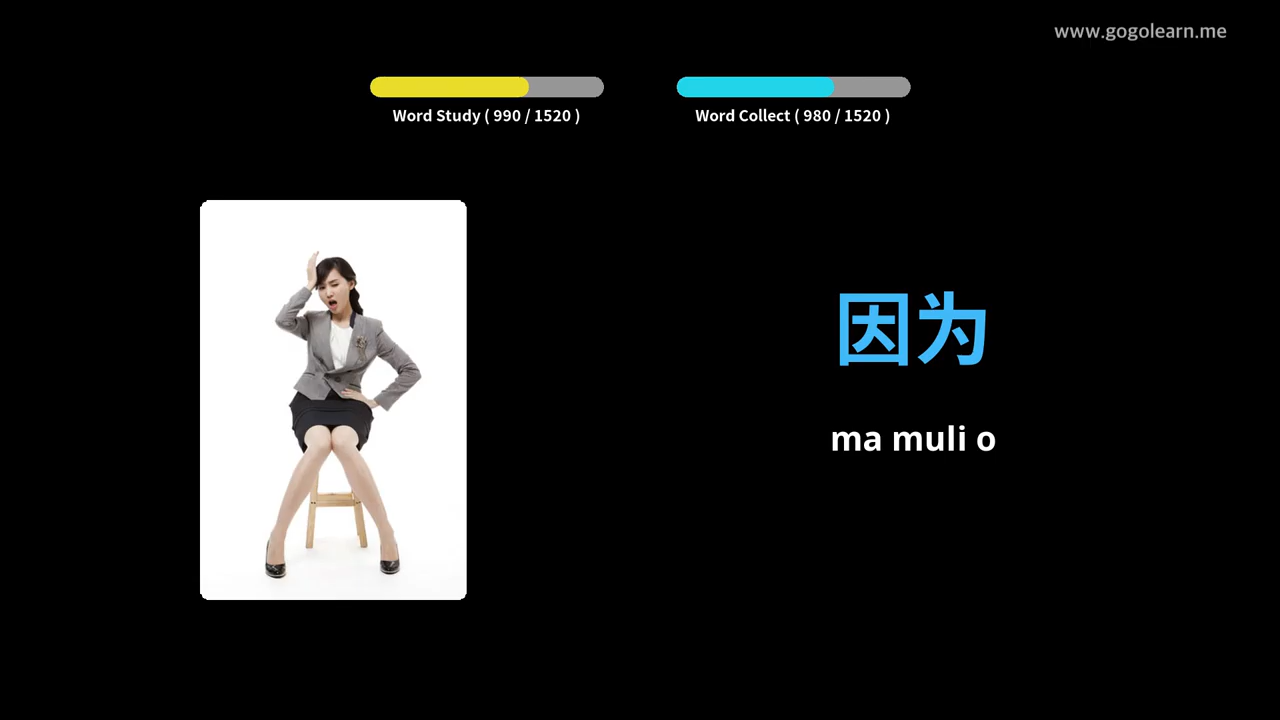 www.gogolearn.me
Word Study ( 990 / 1520 )
Word Collect ( 980 / 1520 )
因为
ma muli o